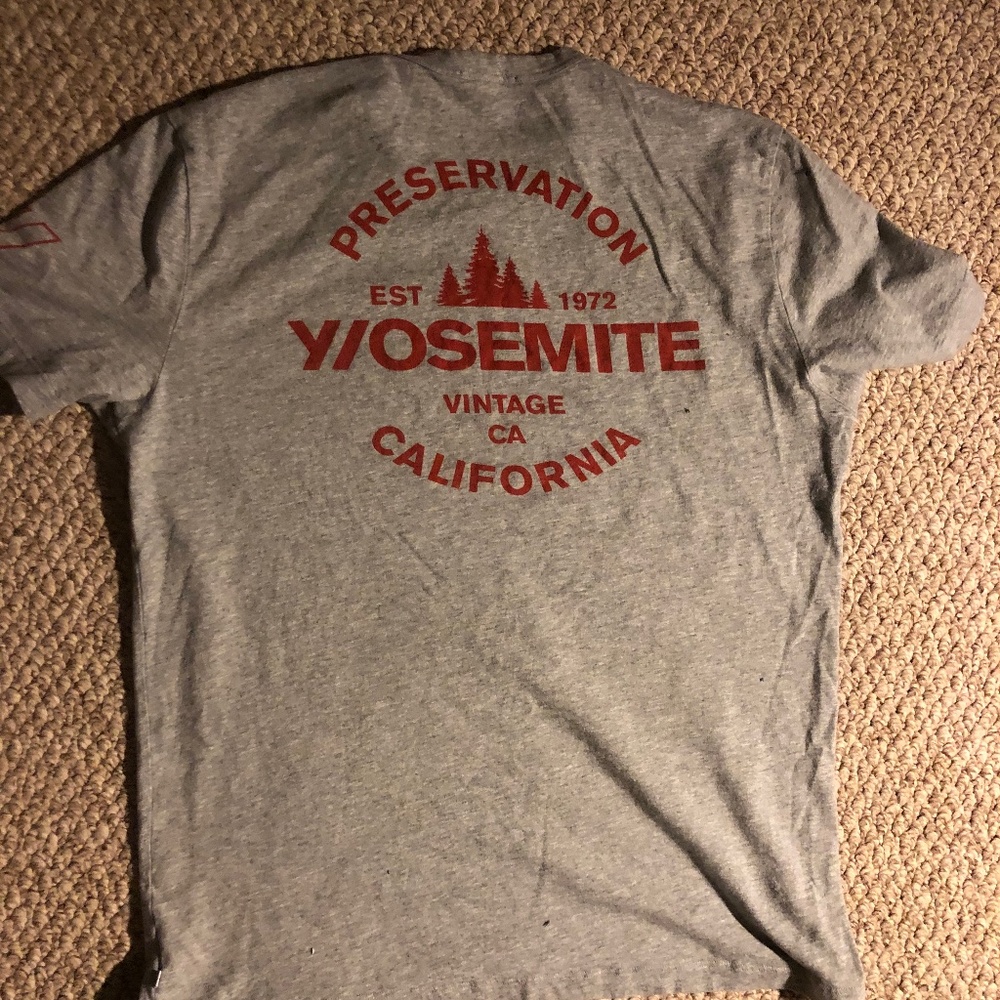 PRESERVATION
EST 1972
Y/OSEMITE
VINTAGE
CA
CALIFORNIA